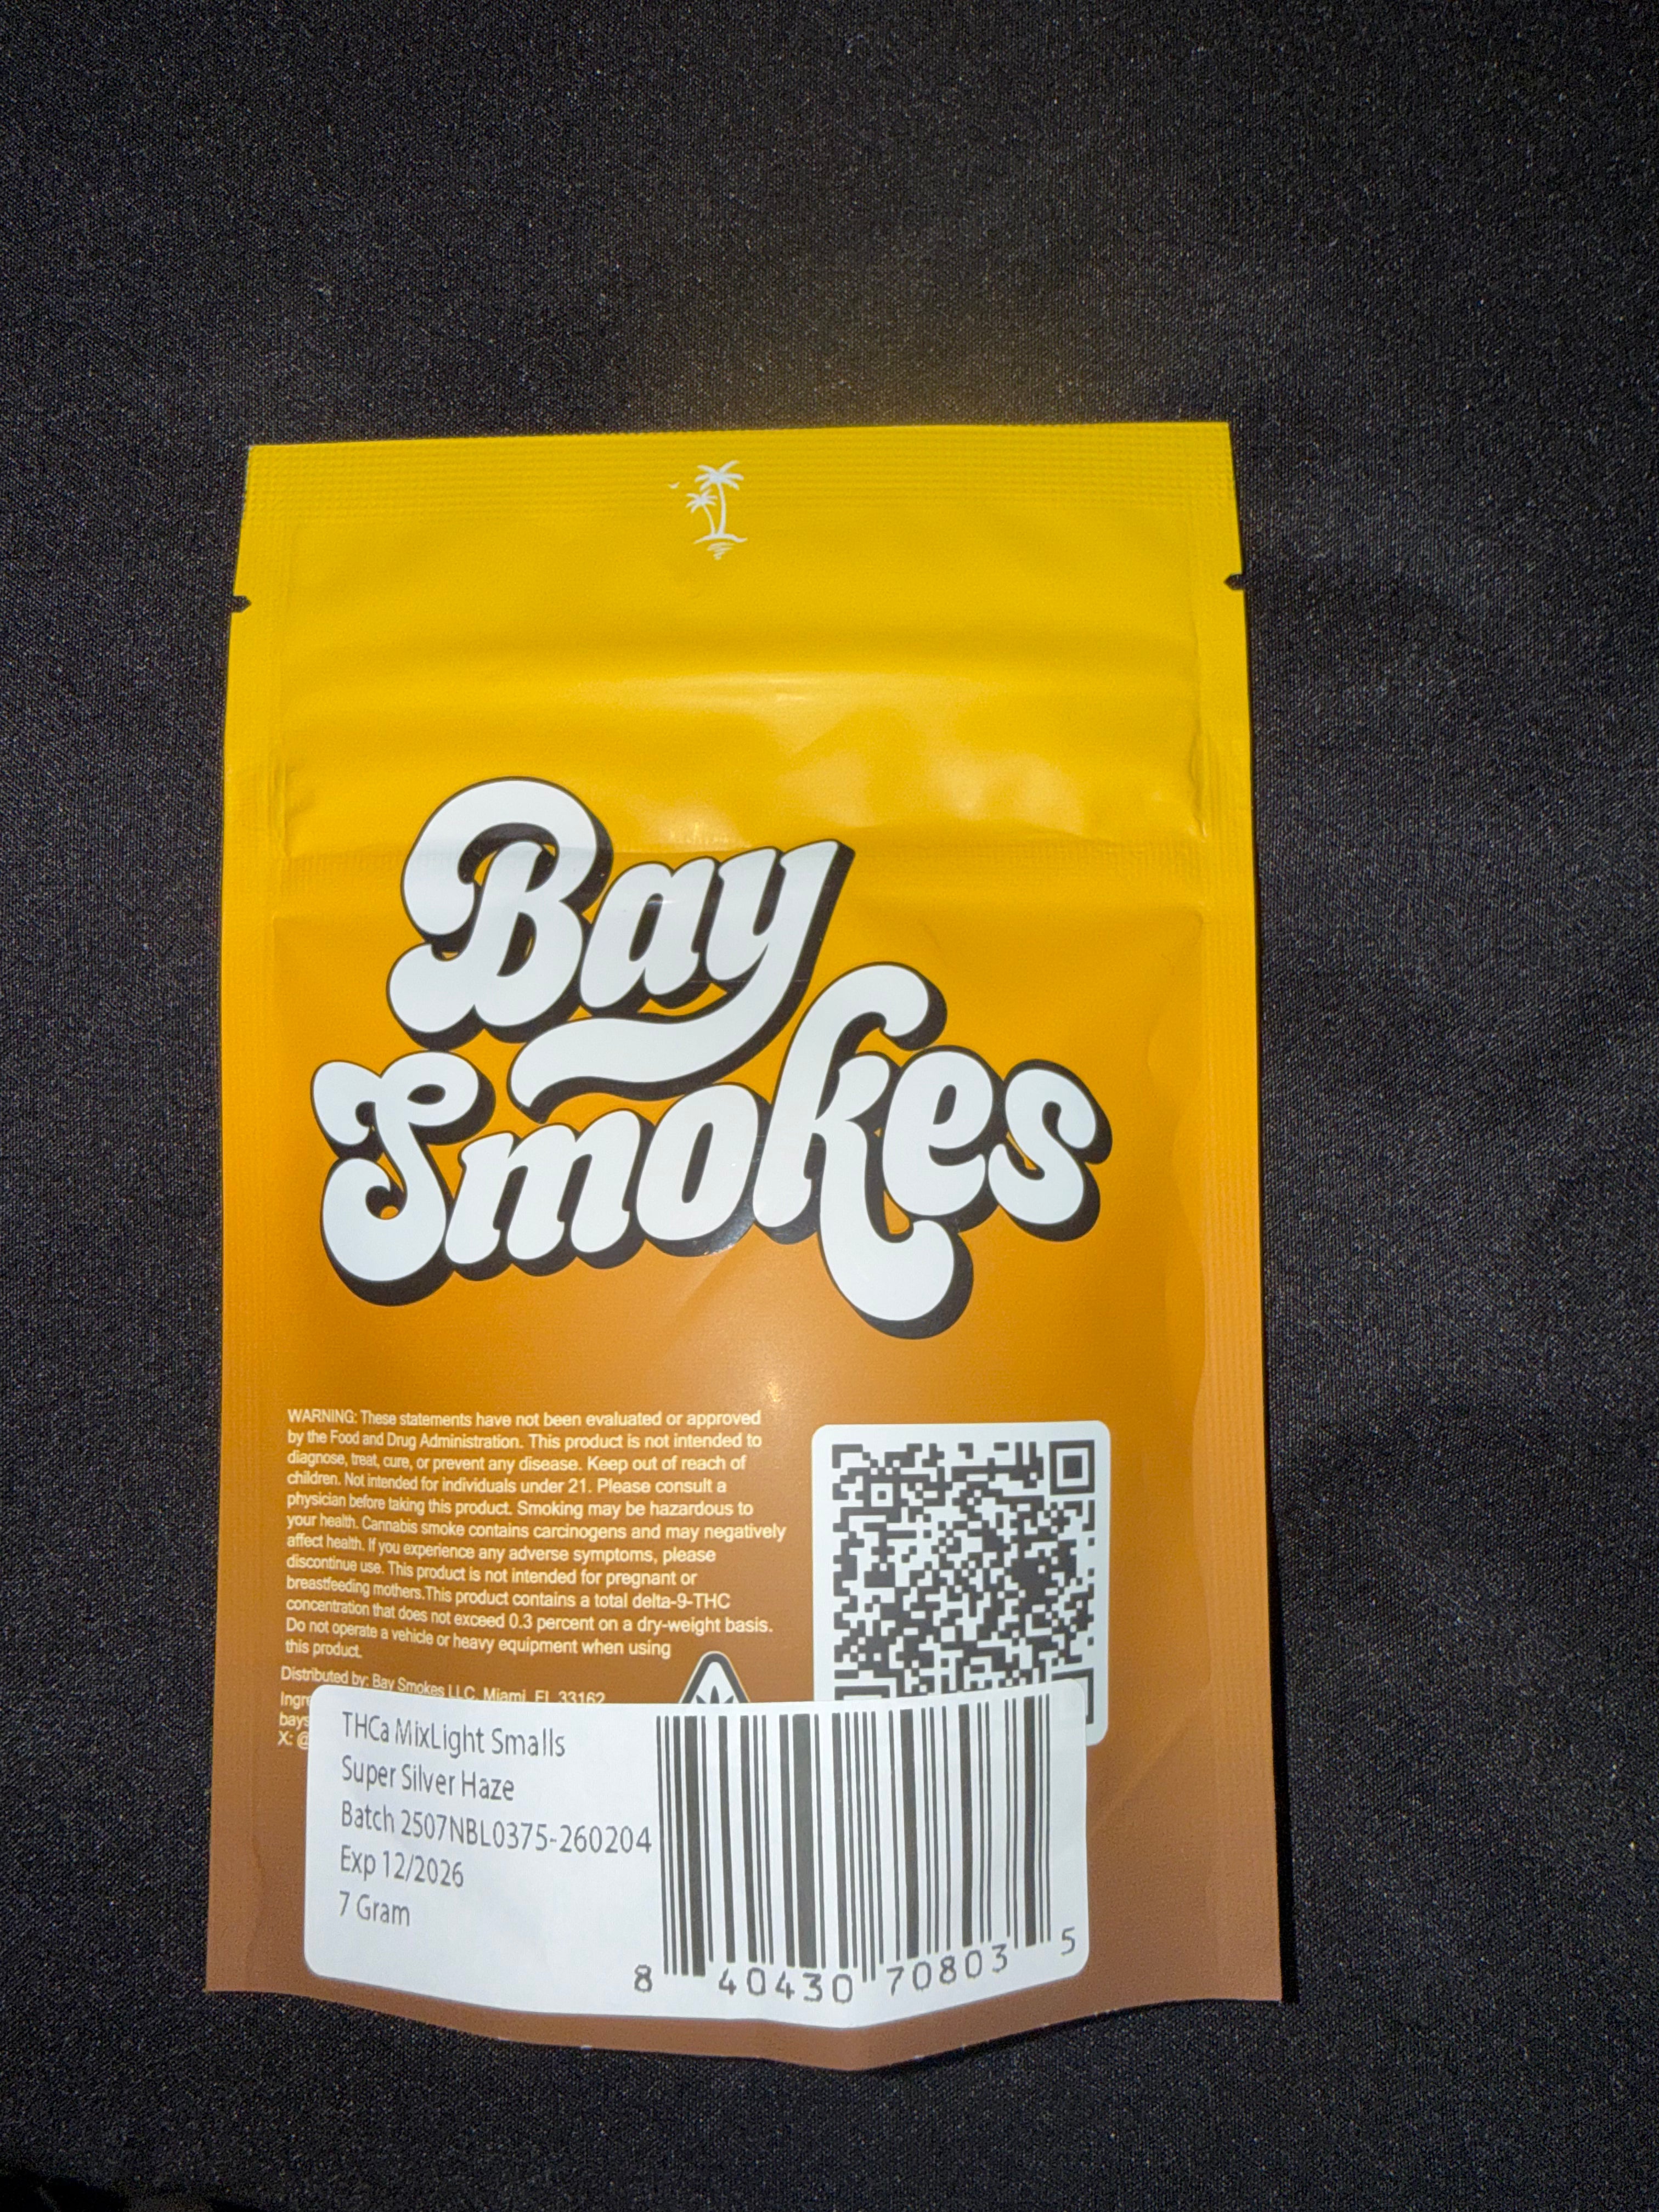 Bay
Smokes
WARNING: These statements have not been evaluated or approved
by the Food and Drug Administration. This product is not intended to
diagnose, treat, cure, or prevent any disease. Keep out of reach of
children. Not intended for individuals under 21. Please consult a
physician before taking this product. Smoking may be hazardous to
your health. Cannabis smoke contains carcinogens and may negatively
affect health. If you experience any adverse symptoms, please
discontinue use. This product is not intended for pregnant or
breastfeeding mothers.This product contains a total delta-9-THC
concentration that does not exceed 0.3 percent on a dry-weight basis.
Do not operate a vehicle or heavy equipment when using
this product.
Distributed by: Bay Smokes LLC, Miami, FL 33162
Ingre
bays
X: @
THCa MixLight Smalls
Super Silver Haze
Batch 2507NBL0375-260204
Exp 12/2026
7 Gram
8 40430 70803 5